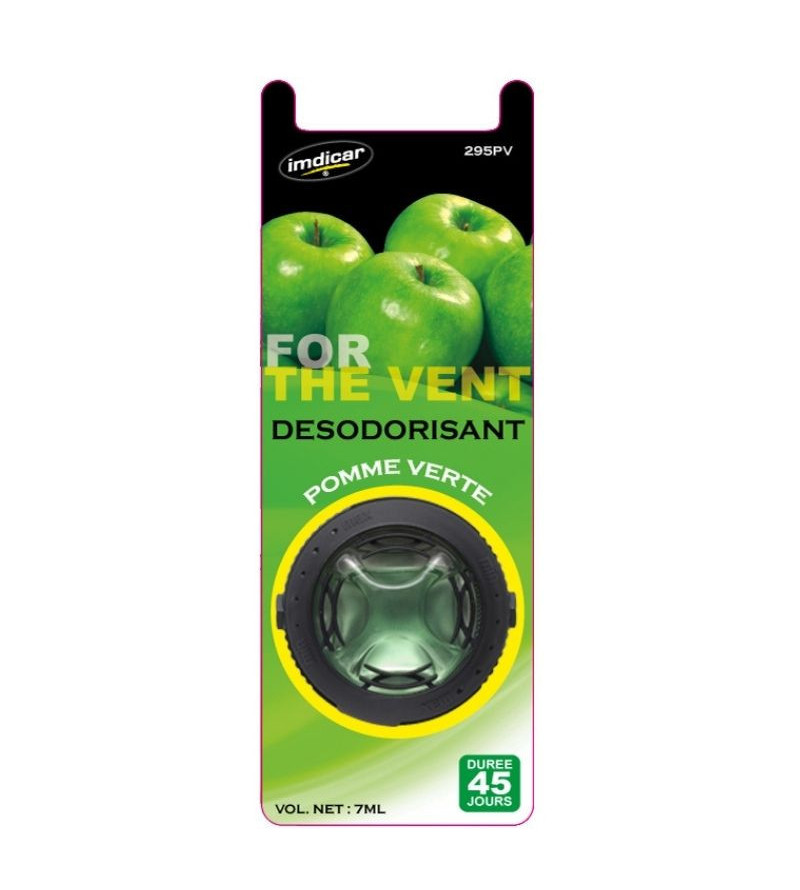 imdicar
®
295PV
FOR
THE VENT
DESODORISANT
POMME VERTE
DUREE
45
JOURS
VOL. NET : 7ML